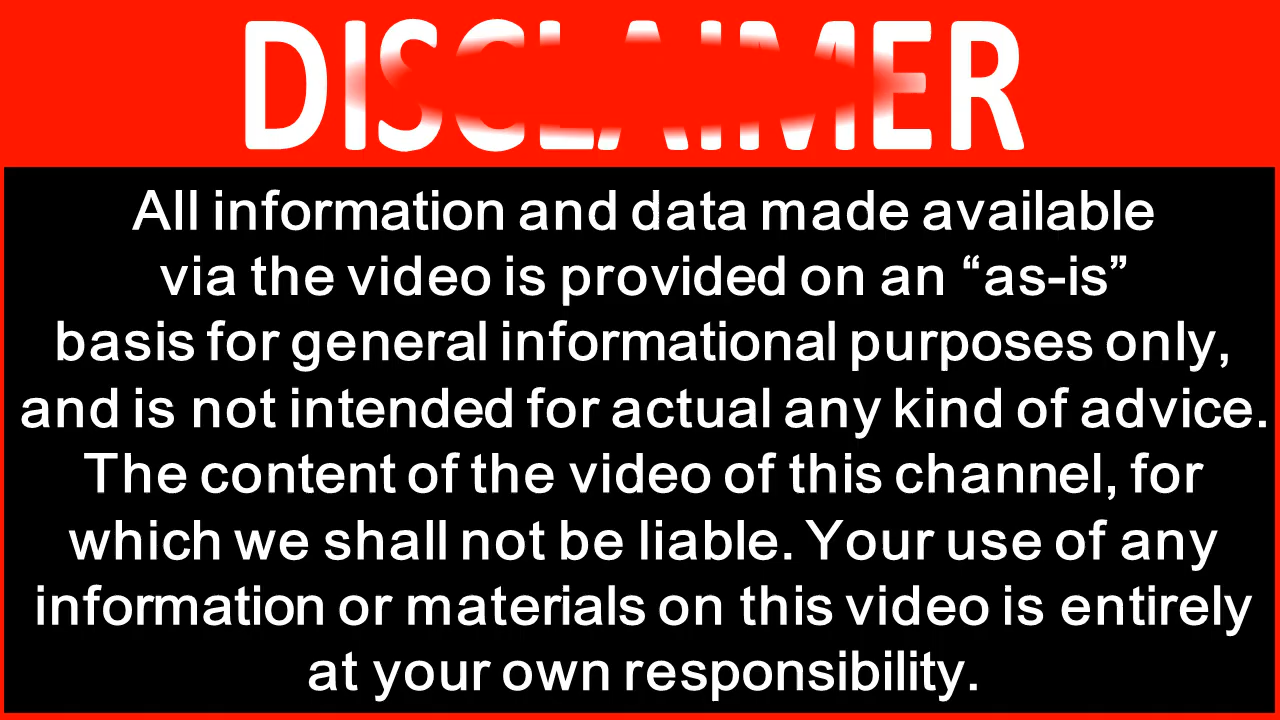 DISCLAIMER
All information and data made available
via the video is provided on an “as-is”
basis for general informational purposes only,
and is not intended for actual any kind of advice.
The content of the video of this channel, for
which we shall not be liable. Your use of any
information or materials on this video is entirely
at your own responsibility.